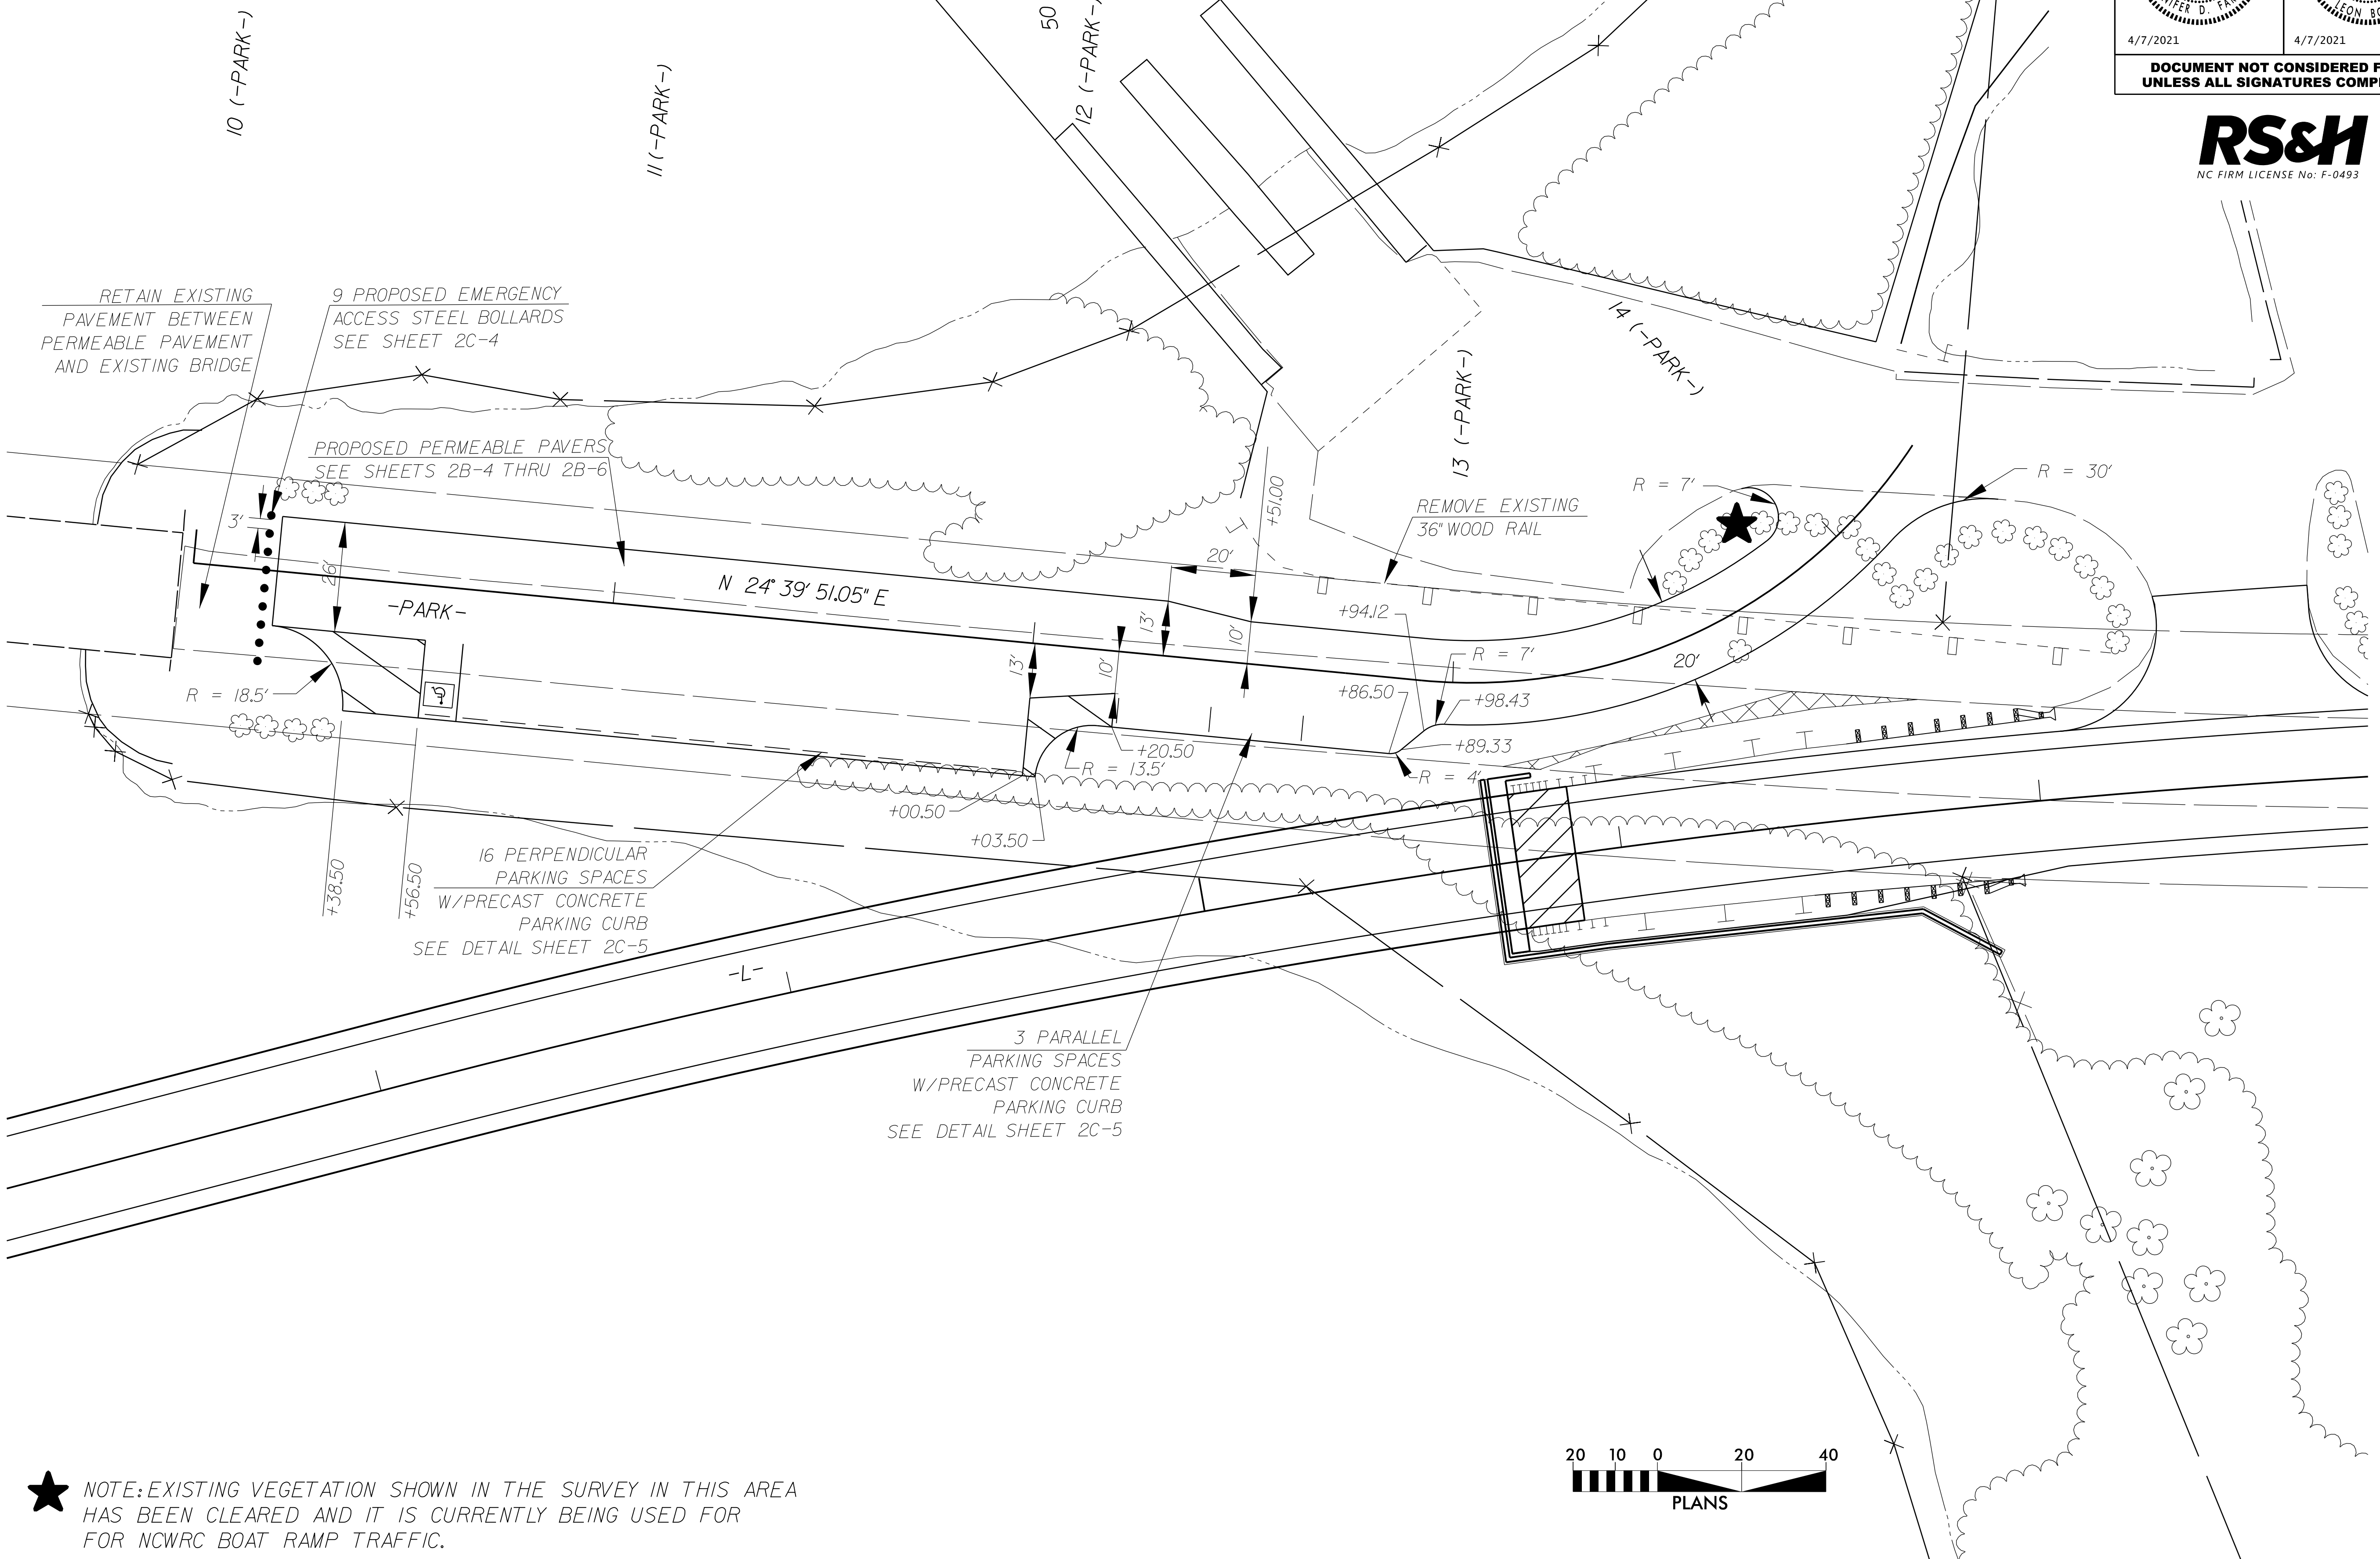 10 (-PARK-)
11 (-PARK-)
50
12 (-PARK-)
4/7/2021
4/7/2021
DOCUMENT NOT CONSIDERED
UNLESS ALL SIGNATURES
RS&H
NC FIRM LICENSE No: F-0493
RETAIN EXISTING
PAVEMENT BETWEEN
PERMEABLE PAVEMENT
AND EXISTING BRIDGE
9 PROPOSED EMERGENCY
ACCESS STEEL BOLLARDS
SEE SHEET 2C-4
PROPOSED PERMEABLE PAVERS
SEE SHEETS 2B-4 THRU 2B-6
13 (-PARK-)
14 (-PARK-)
REMOVE EXISTING
36" WOOD RAIL
R = 7'
R = 30'
3'
26'
-PARK-
N 24° 39' 51.05" E
20'
+51.00
13'
10'
13'
10'
+94.12
R = 7'
+86.50
+98.43
20'
+89.33
R = 4'
R = 18.5'
+20.50
R = 13.5'
+00.50
+03.50
+38.50
+56.50
16 PERPENDICULAR
PARKING SPACES
W/PRECAST CONCRETE
PARKING CURB
SEE DETAIL SHEET 2C-5
-L-
3 PARALLEL
PARKING SPACES
W/PRECAST CONCRETE
PARKING CURB
SEE DETAIL SHEET 2C-5
20 10 0 20 40
PLANS
NOTE: EXISTING VEGETATION SHOWN IN THE SURVEY IN THIS AREA
HAS BEEN CLEARED AND IT IS CURRENTLY BEING USED FOR
FOR NCWRC BOAT RAMP TRAFFIC.